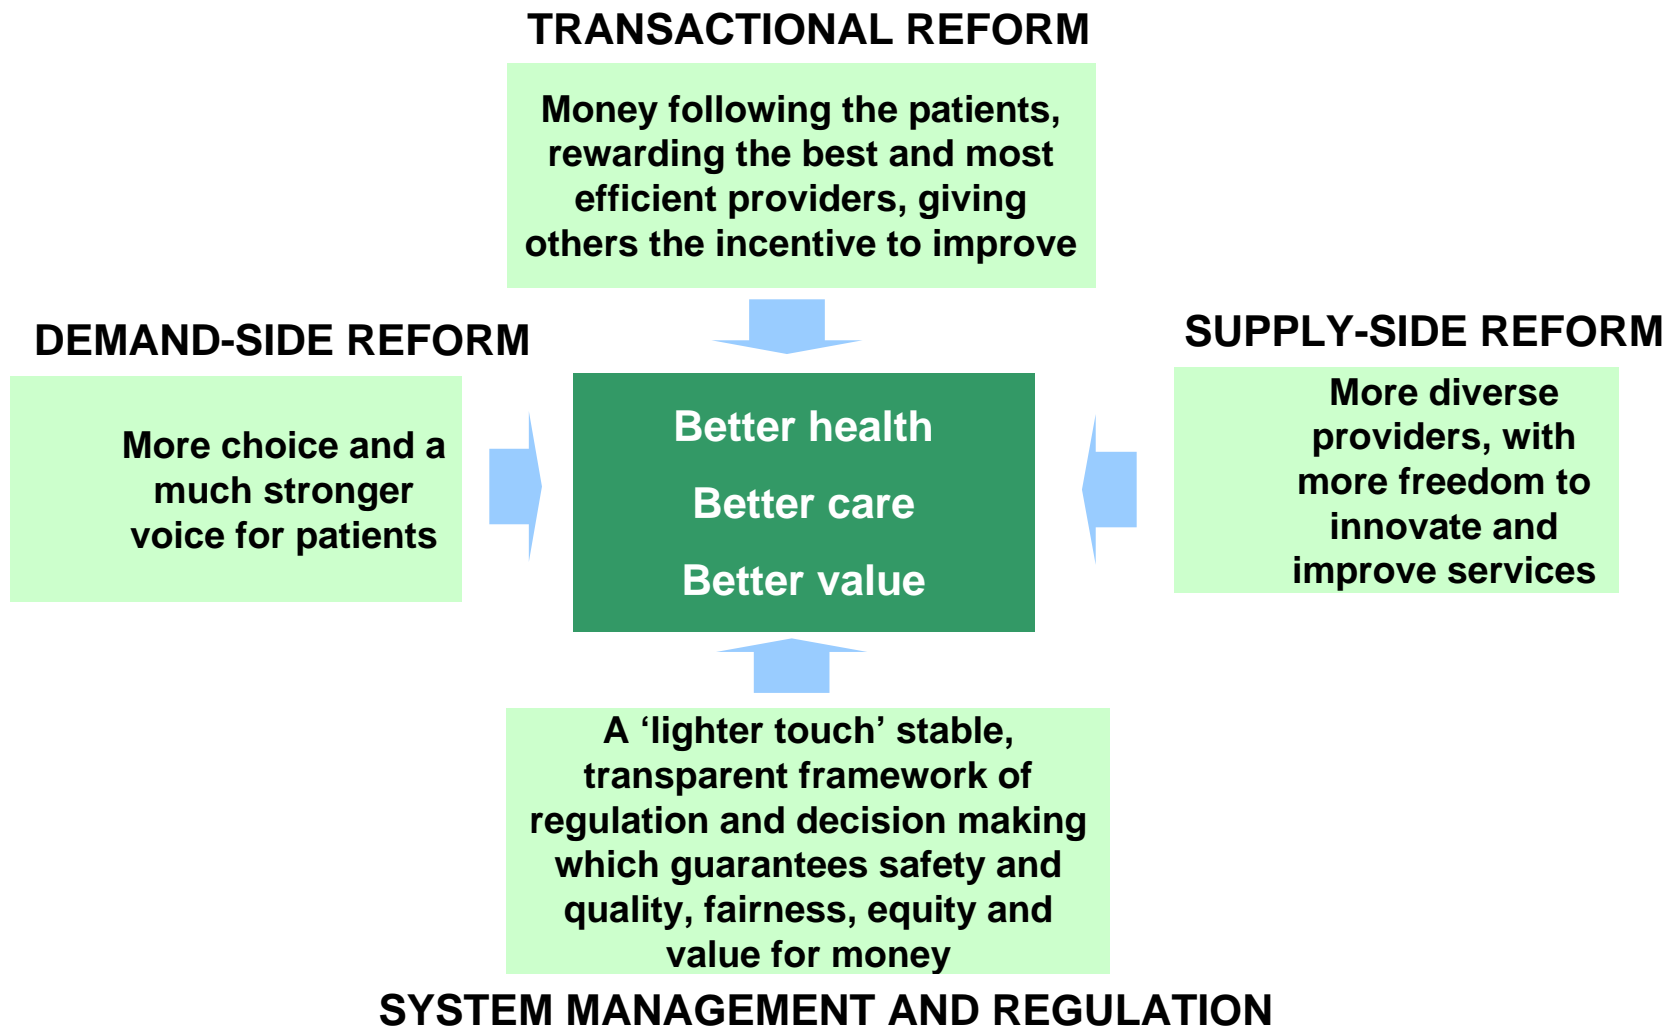 TRANSACTIONAL REFORM
Money following the patients,
rewarding the best and most
efficient providers, giving
others the incentive to improve
DEMAND-SIDE REFORM
More choice and a
much stronger
voice for patients
Better health
Better care
Better value
SUPPLY-SIDE REFORM
More diverse
providers, with
more freedom to
innovate and
improve services
A ‘lighter touch’ stable,
transparent framework of
regulation and decision making
which guarantees safety and
quality, fairness, equity and
value for money
SYSTEM MANAGEMENT AND REGULATION